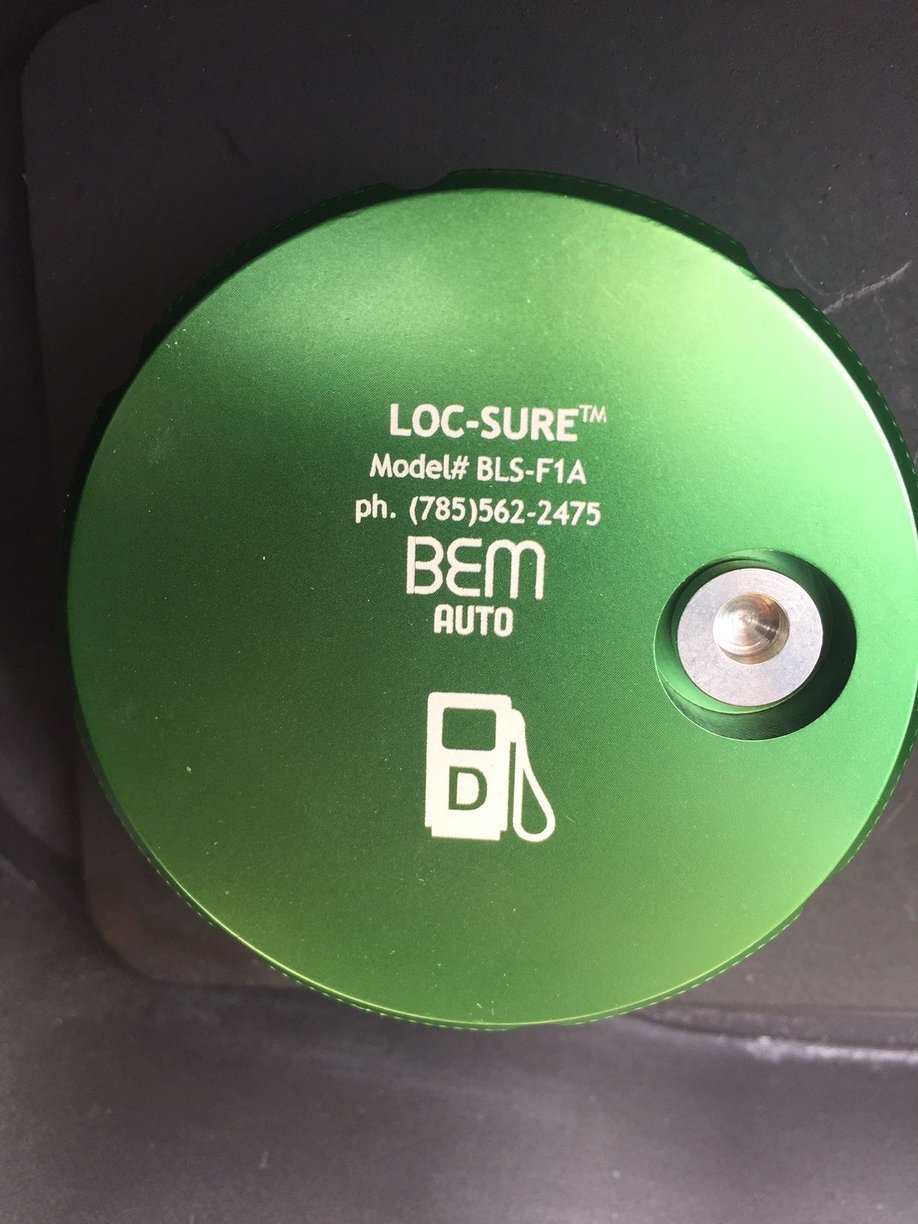 LOC-SURE™
Model# BLS-F1A
ph. (785)562-2475
BEM
AUTO
D